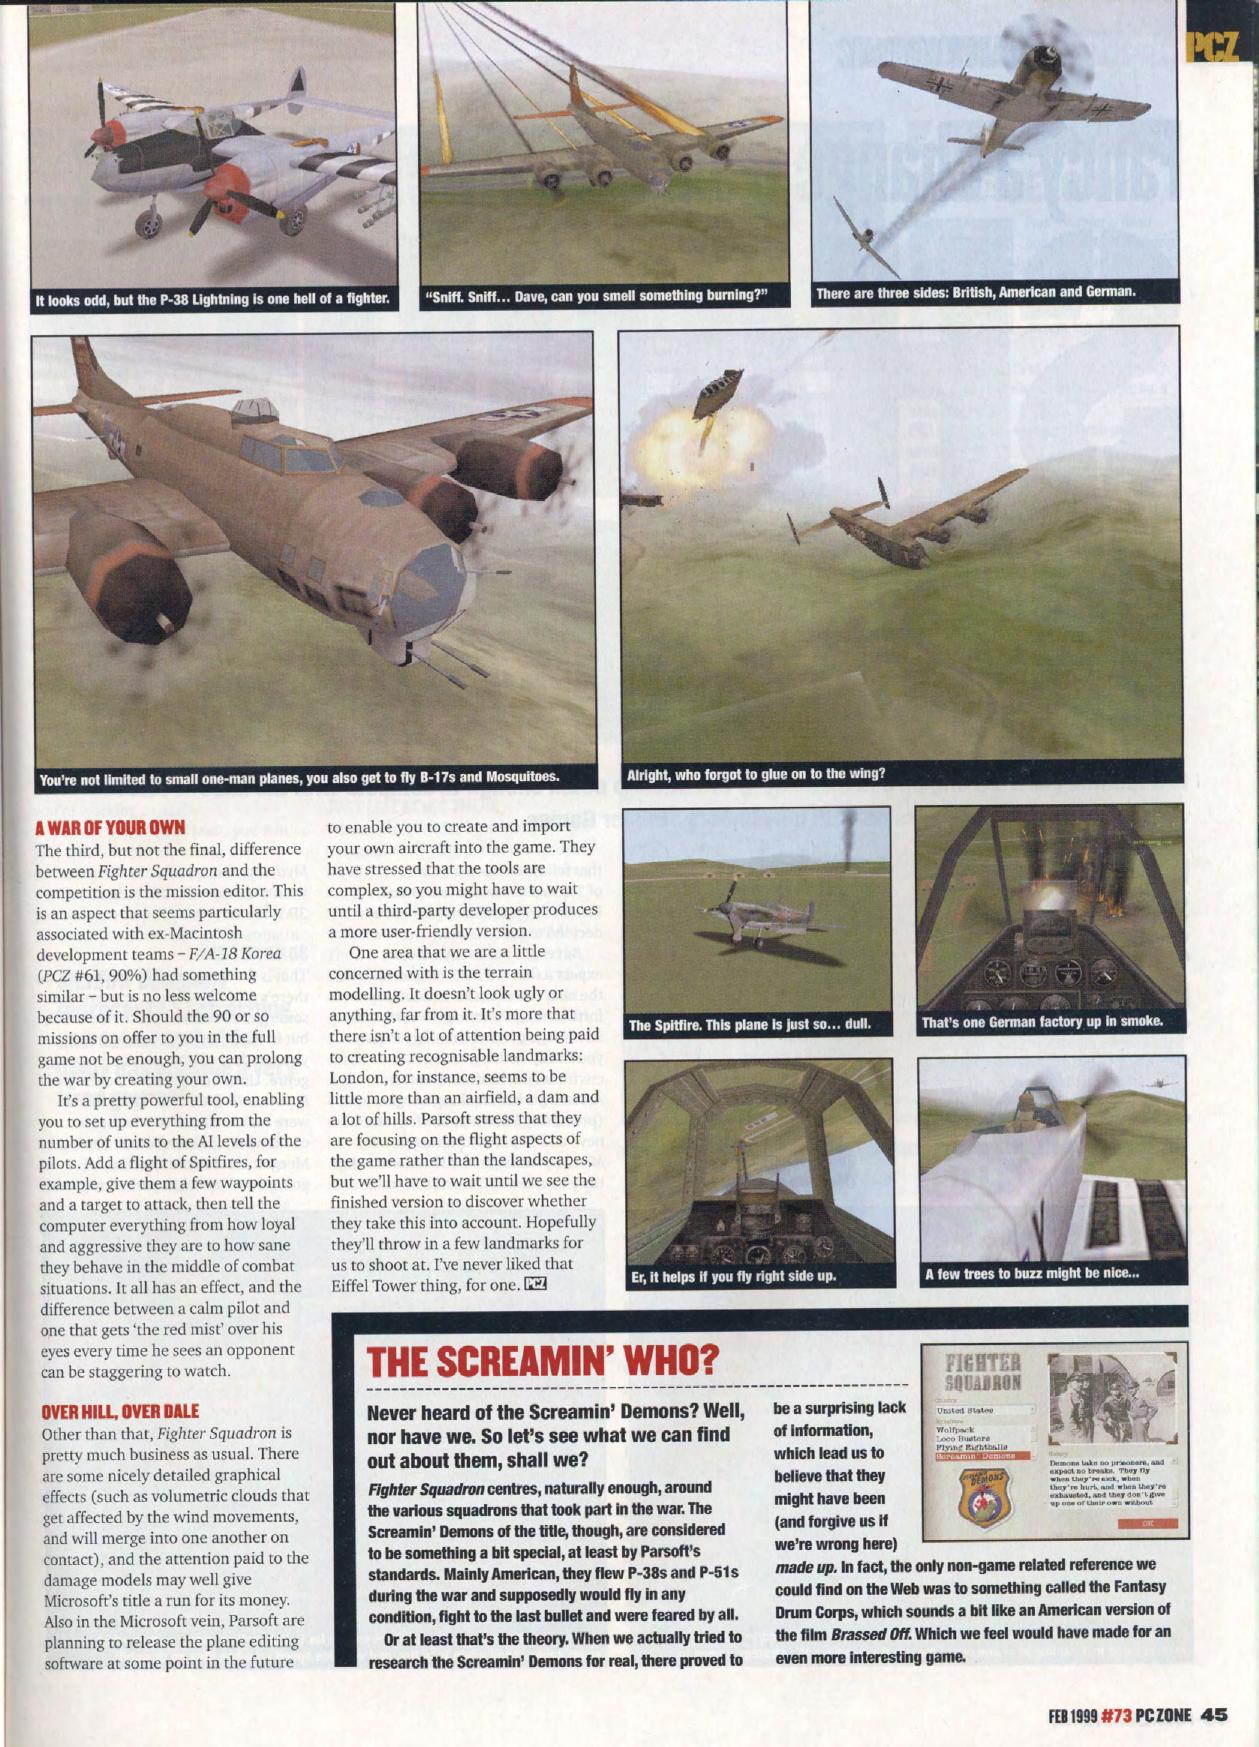 PCZ
It looks odd, but the P-38 Lightning is one hell of a fighter.
“Sniff. Sniff... Dave, can you smell something burning?”
There are three sides: British, American and German.
You're not limited to small one-man planes, you also get to fly B-17s and Mosquitoes.
Alright, who forgot to glue on to the wing?
A WAR OF YOUR OWN
The third, but not the final, difference
between Fighter Squadron and the
competition is the mission editor. This
is an aspect that seems particularly
associated with ex-Macintosh
development teams – F/A-18 Korea
(PCZ #61, 90%) had something
similar – but is no less welcome
because of it. Should the 90 or so
missions on offer to you in the full
game not be enough, you can prolong
the war by creating your own.
It's a pretty powerful tool, enabling
you to set up everything from the
number of units to the AI levels of the
pilots. Add a flight of Spitfires, for
example, give them a few waypoints
and a target to attack, then tell the
computer everything from how loyal
and aggressive they are to how sane
they behave in the middle of combat
situations. It all has an effect, and the
difference between a calm pilot and
one that gets ‘the red mist’ over his
eyes every time he sees an opponent
can be staggering to watch.
OVER HILL, OVER DALE
Other than that, Fighter Squadron is
pretty much business as usual. There
are some nicely detailed graphical
effects (such as volumetric clouds that
get affected by the wind movements,
and will merge into one another on
contact), and the attention paid to the
damage models may well give
Microsoft's title a run for its money.
Also in the Microsoft vein, Parsoft are
planning to release the plane editing
software at some point in the future
to enable you to create and import
your own aircraft into the game. They
have stressed that the tools are
complex, so you might have to wait
until a third-party developer produces
a more user-friendly version.
One area that we are a little
concerned with is the terrain
modelling. It doesn't look ugly or
anything, far from it. It's more that
there isn't a lot of attention being paid
to creating recognisable landmarks:
London, for instance, seems to be
little more than an airfield, a dam and
a lot of hills. Parsoft stress that they
are focusing on the flight aspects of
the game rather than the landscapes,
but we'll have to wait until we see the
finished version to discover whether
they take this into account. Hopefully
they'll throw in a few landmarks for
us to shoot at. I've never liked that
Eiffel Tower thing, for one. PCZ
The Spitfire. This plane is just so... dull.
That's one German factory up in smoke.
Er, it helps if you fly right side up.
A few trees to buzz might be nice...
THE SCREAMIN' WHO?
Never heard of the Screamin' Demons? Well,
nor have we. So let's see what we can find
out about them, shall we?
Fighter Squadron centres, naturally enough, around
the various squadrons that took part in the war. The
Screamin' Demons of the title, though, are considered
to be something a bit special, at least by Parsoft's
standards. Mainly American, they flew P-38s and P-51s
during the war and supposedly would fly in any
condition, fight to the last bullet and were feared by all.
Or at least that's the theory. When we actually tried to
research the Screamin' Demons for real, there proved to
be a surprising lack
of information,
which lead us to
believe that they
might have been
(and forgive us if
we're wrong here)
made up. In fact, the only non-game related reference we
could find on the Web was to something called the Fantasy
Drum Corps, which sounds a bit like an American version of
the film Brassed Off. Which we feel would have made for an
even more interesting game.
FIGHTER
SQUADRON
Country
United States
Wolfpack
Loco Busters
Flying Eightballs
Screamin' Demons
DEMONS
Demons take no prisoners, and
expect no breaks. They fly
when they're sick, when
they're hurt, and when they're
exhausted, and they don't give
up one of their own without
FEB 1999 #73 PC ZONE 45